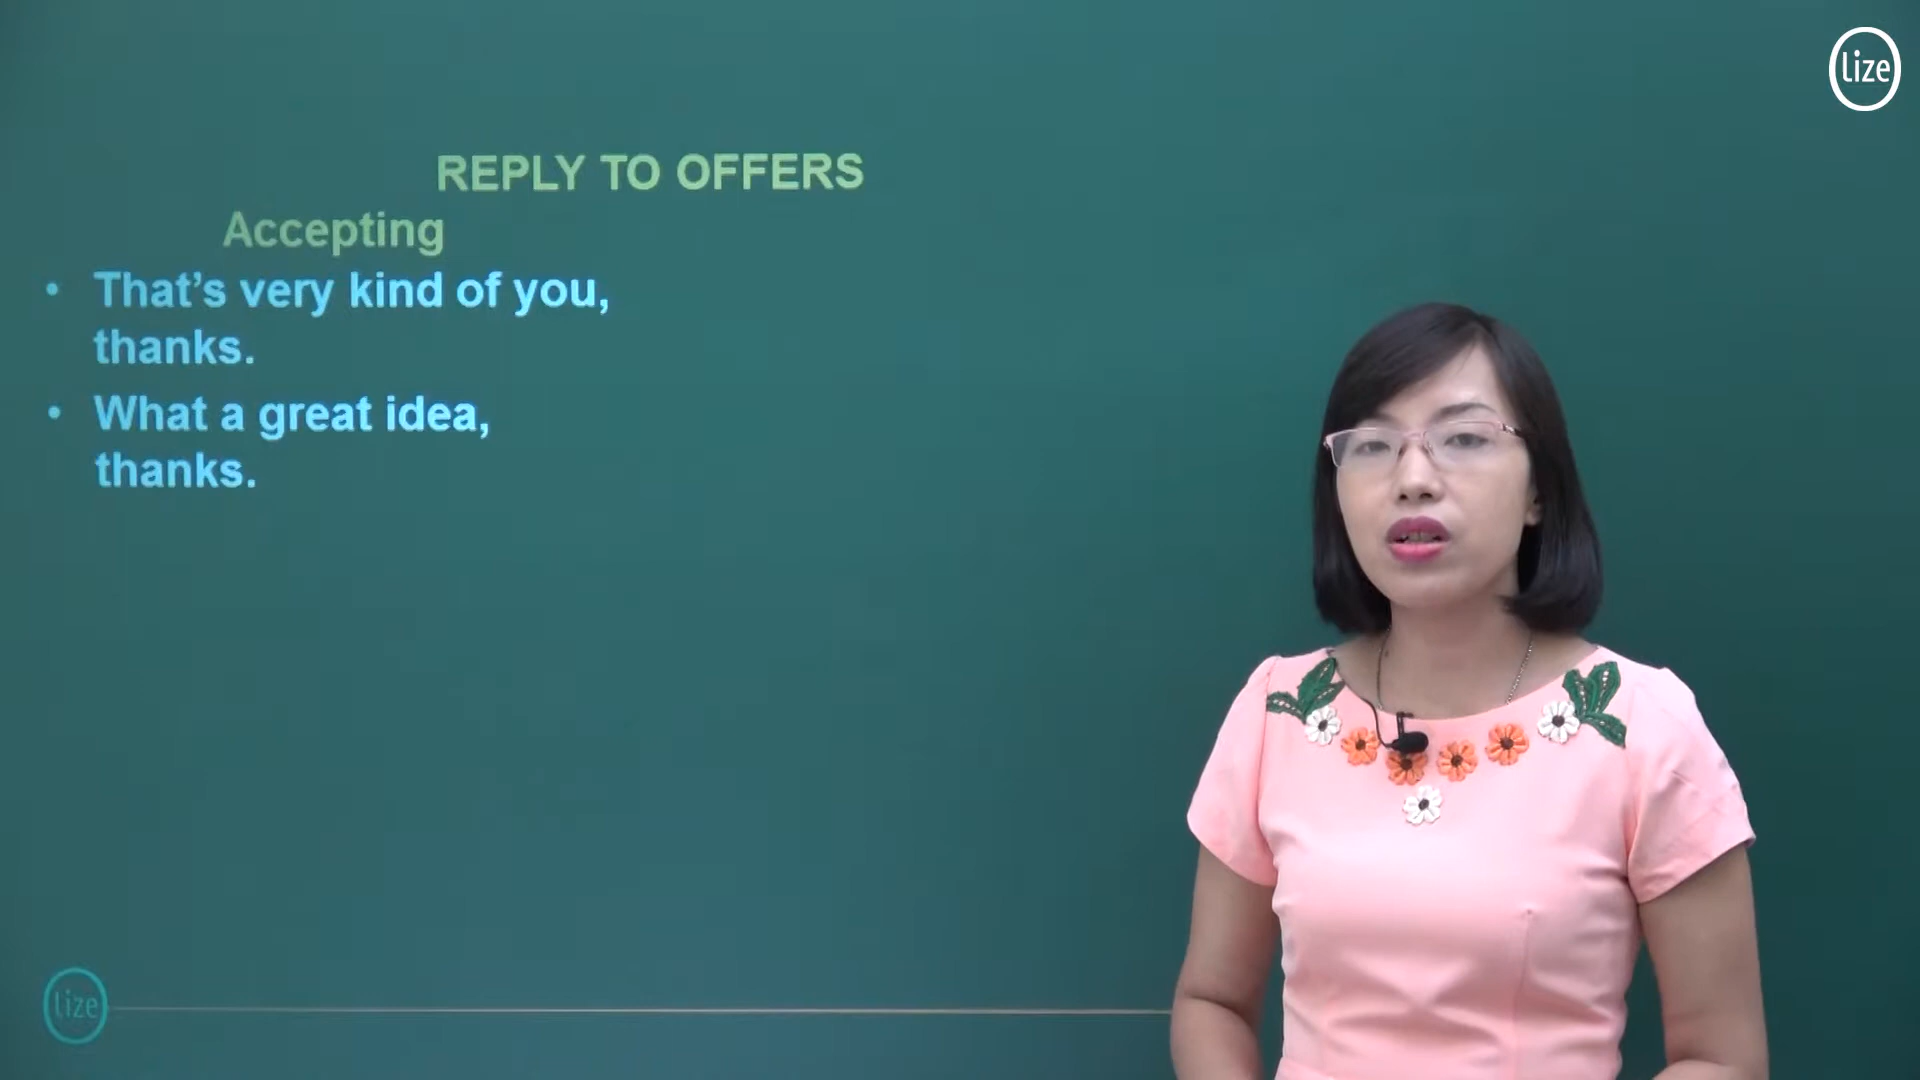 lize
REPLY TO OFFERS
Accepting
• That's very kind of you,
thanks.
• What a great idea,
thanks.
lize